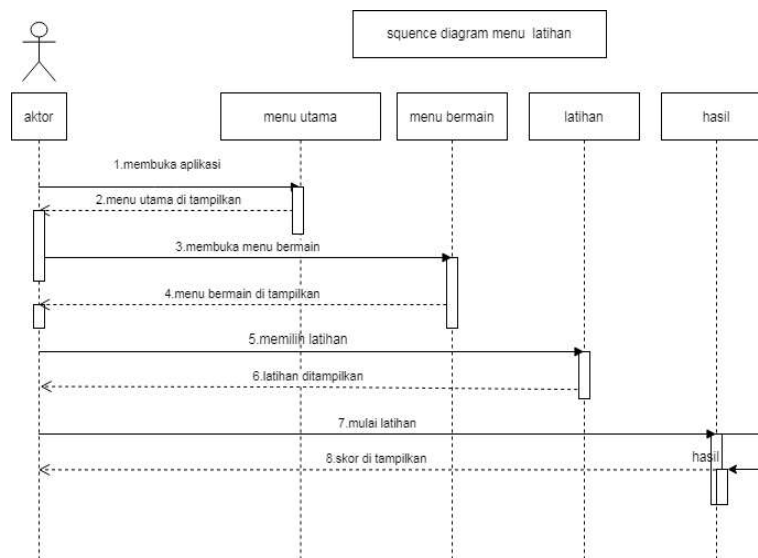 squence diagram menu latihan
aktor
menu utama
menu bermain
latihan
hasil
1.membuka aplikasi
2.menu utama di tampilkan
3.membuka menu bermain
4.menu bermain di tampilkan
5.memilih latihan
6.latihan ditampilkan
7.mulai latihan
8.skor di tampilkan
hasil